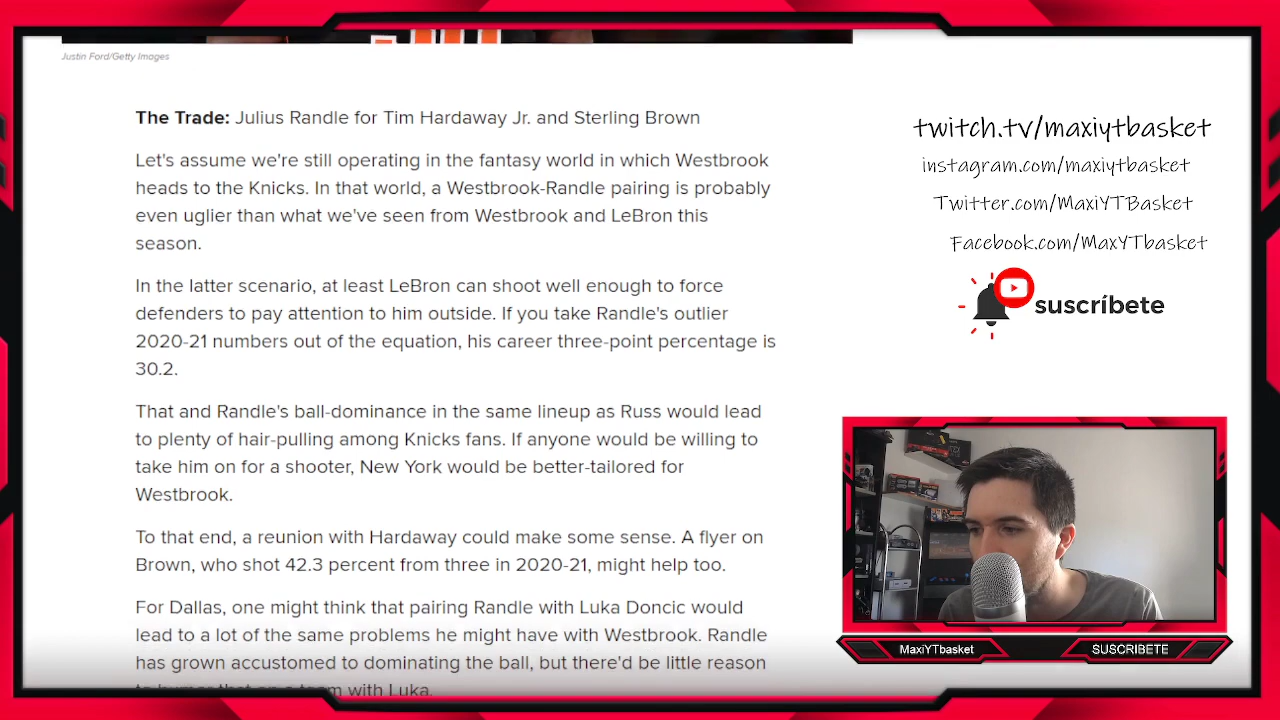 Justin Ford/Getty Images
The Trade: Julius Randle for Tim Hardaway Jr. and Sterling Brown
Let's assume we're still operating in the fantasy world in which Westbrook
heads to the Knicks. In that world, a Westbrook-Randle pairing is probably
even uglier than what we've seen from Westbrook and LeBron this
season.
In the latter scenario, at least LeBron can shoot well enough to force
defenders to pay attention to him outside. If you take Randle's outlier
2020-21 numbers out of the equation, his career three-point percentage is
30.2.
That and Randle's ball-dominance in the same lineup as Russ would lead
to plenty of hair-pulling among Knicks fans. If anyone would be willing to
take him on for a shooter, New York would be better-tailored for
Westbrook.
To that end, a reunion with Hardaway could make some sense. A flyer on
Brown, who shot 42.3 percent from three in 2020-21, might help too.
For Dallas, one might think that pairing Randle with Luka Doncic would
lead to a lot of the same problems he might have with Westbrook. Randle
has grown accustomed to dominating the ball, but there'd be little reason
to humor that on a team with Luka.
twitch.tv/maxiytbasket
instagram.com/maxiytbasket
Twitter.com/MaxiYTBasket
Facebook.com/MaxYTbasket
suscríbete
MaxiYTbasket
SUSCRIBETE